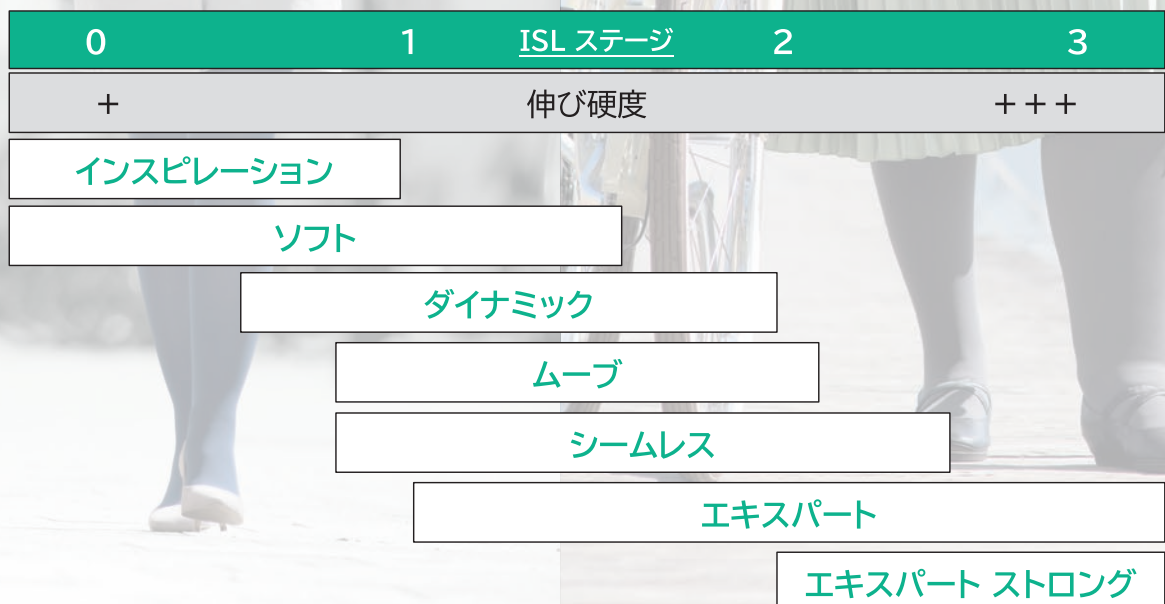 0 1 ISL ステージ 2 3
+ 伸び硬度 +++
インスピレーション
ソフト
ダイナミック
ムーブ
シームレス
エキスパート
エキスパート ストロング